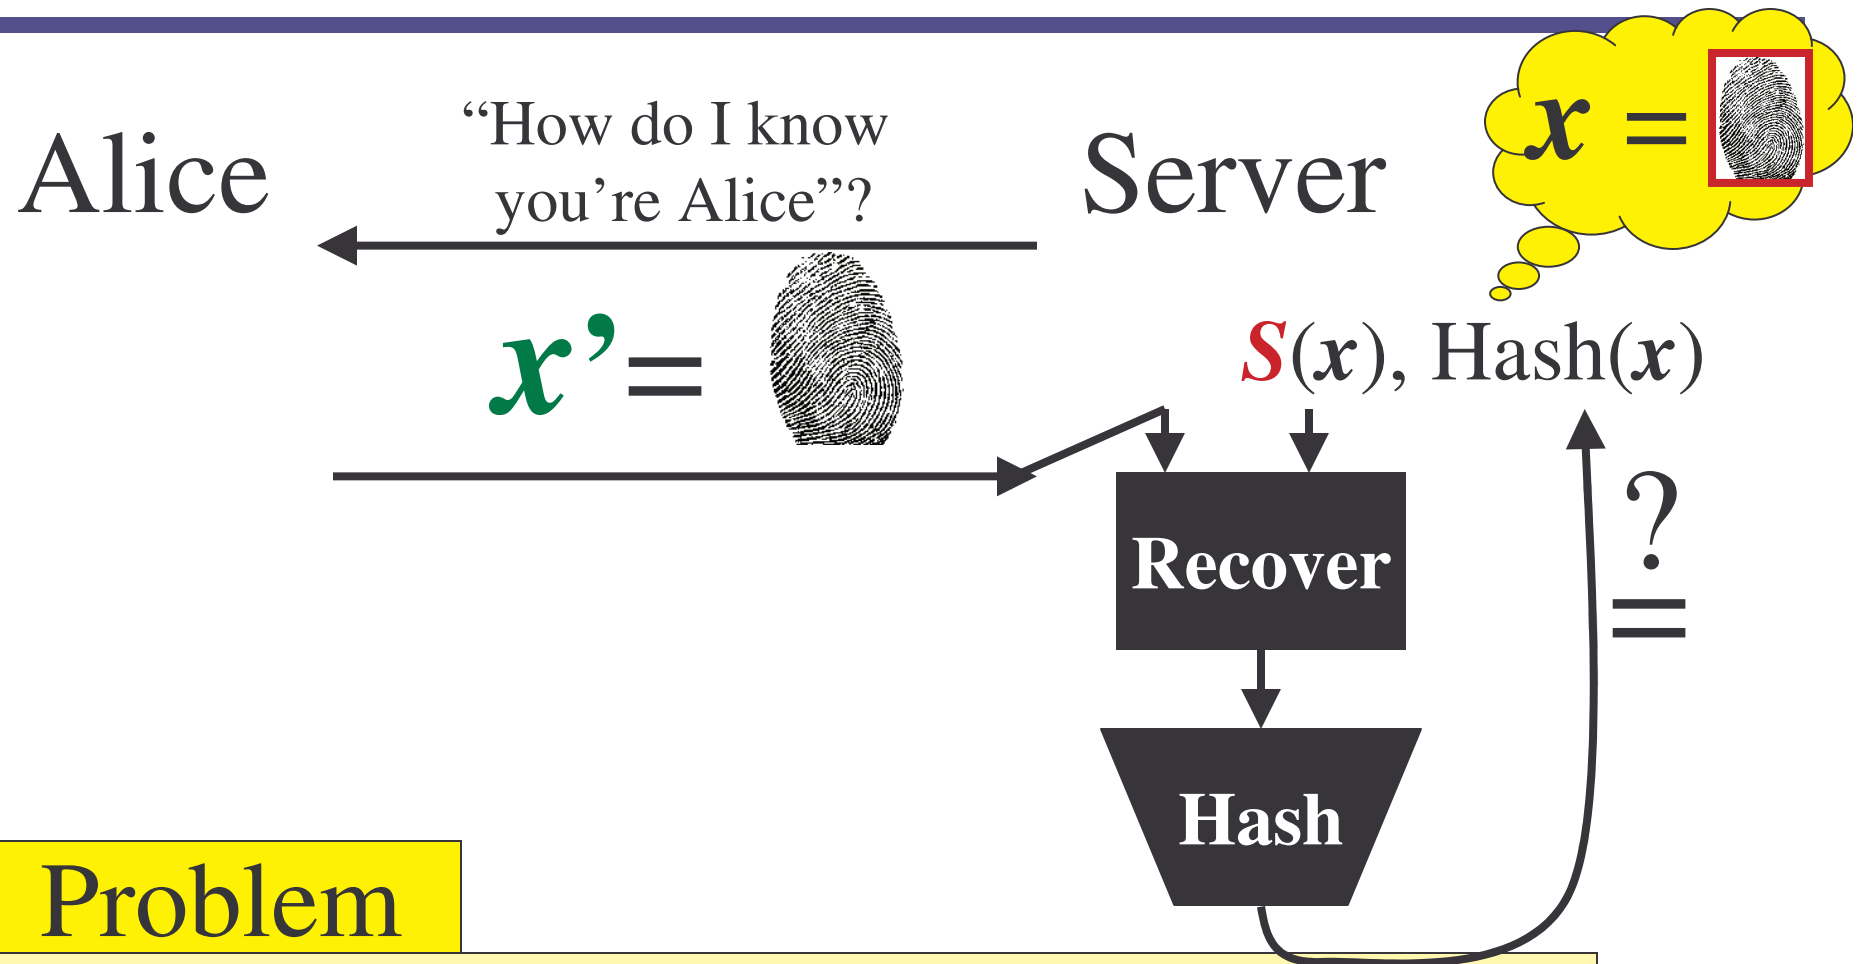 Alice
“How do I know
you’re Alice”?
Server
x =
x’=
S(x), Hash(x)
Recover
?
=
Hash
Problem